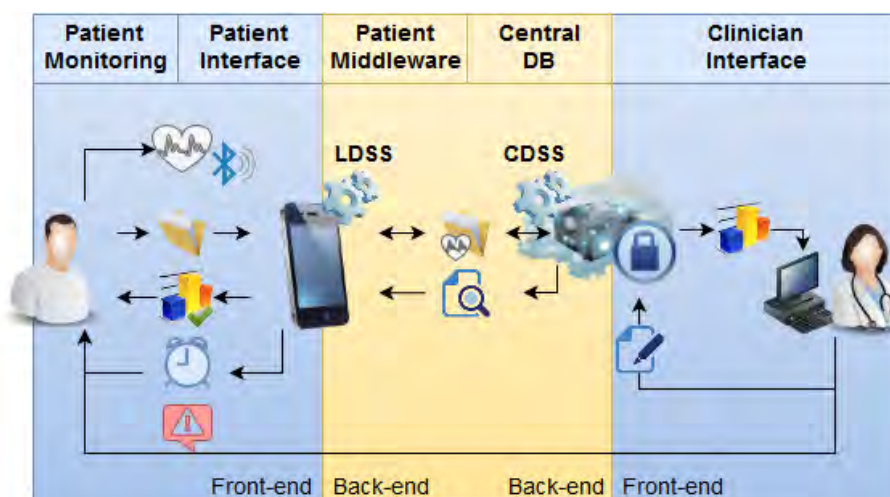 Patient Monitoring
Patient Interface
Patient Middleware
Central DB
Clinician Interface
LDSS
CDSS
Front-end
Back-end
Back-end
Front-end